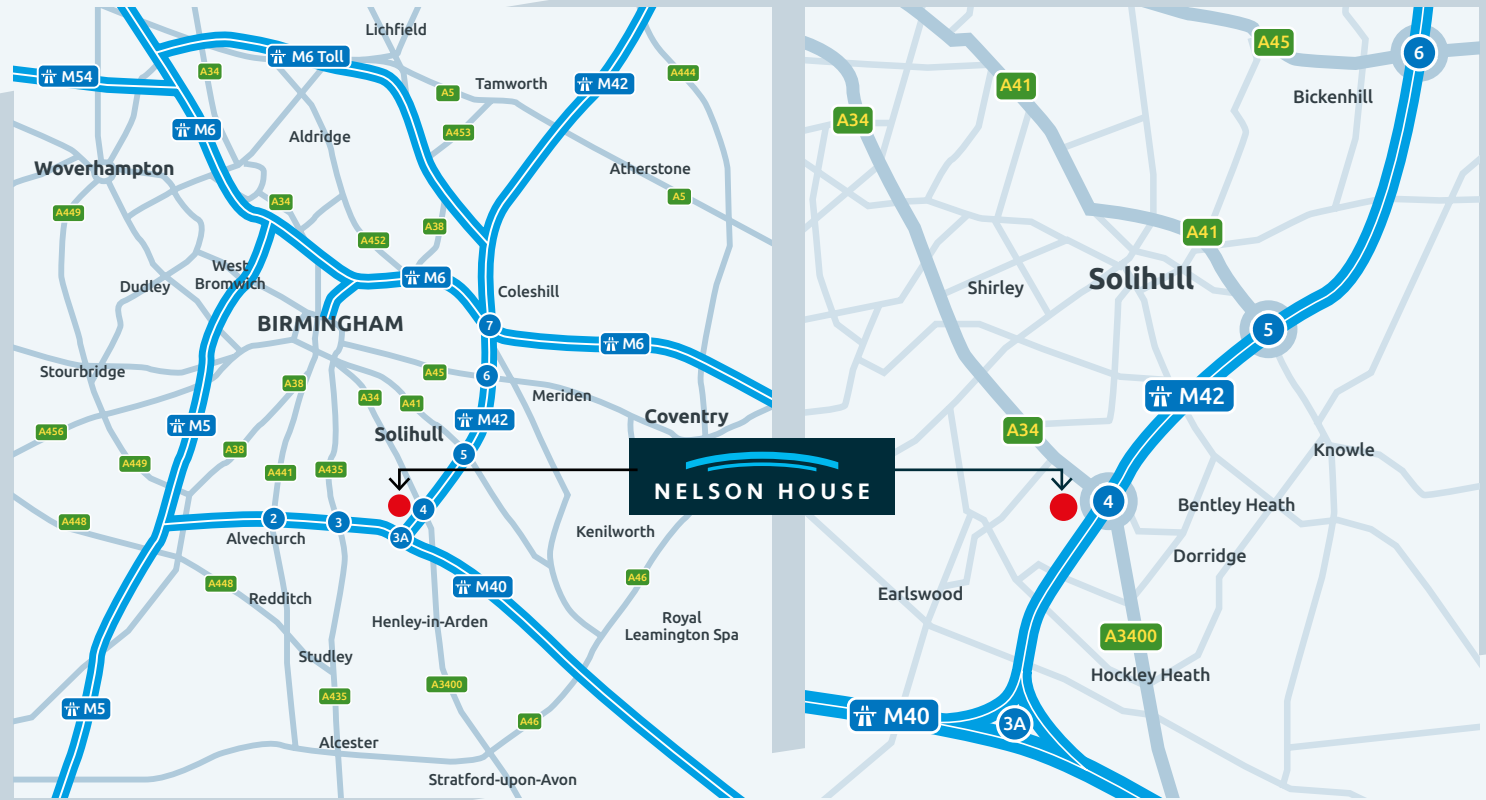 Lichfield
M6 Toll
A34
M54
A5
Tamworth
M42
A444
M6
A453
Aldridge
Woverhampton
Atherstone
A5
A449
A34
A38
A452
West
Bromwich
Dudley
M6
Coleshill
BIRMINGHAM
7
M6
Stourbridge
A45
6
A38
A34
A41
Meriden
M42
Coventry
M5
A456
Solihull
A38
5
A449
A441
A435
A448
2
3
4
3A
Alvechurch
Kenilworth
A448
A46
M40
Redditch
Henley-in-Arden
Royal
Leamington Spa
Studley
A3400
A435
M5
A46
Alcester
Stratford-upon-Avon
NELSON HOUSE
A45
6
A41
Bickenhill
A34
A41
Solihull
Shirley
5
M42
A34
Knowle
4
Bentley Heath
Dorridge
Earlswood
A3400
Hockley Heath
M40
3A